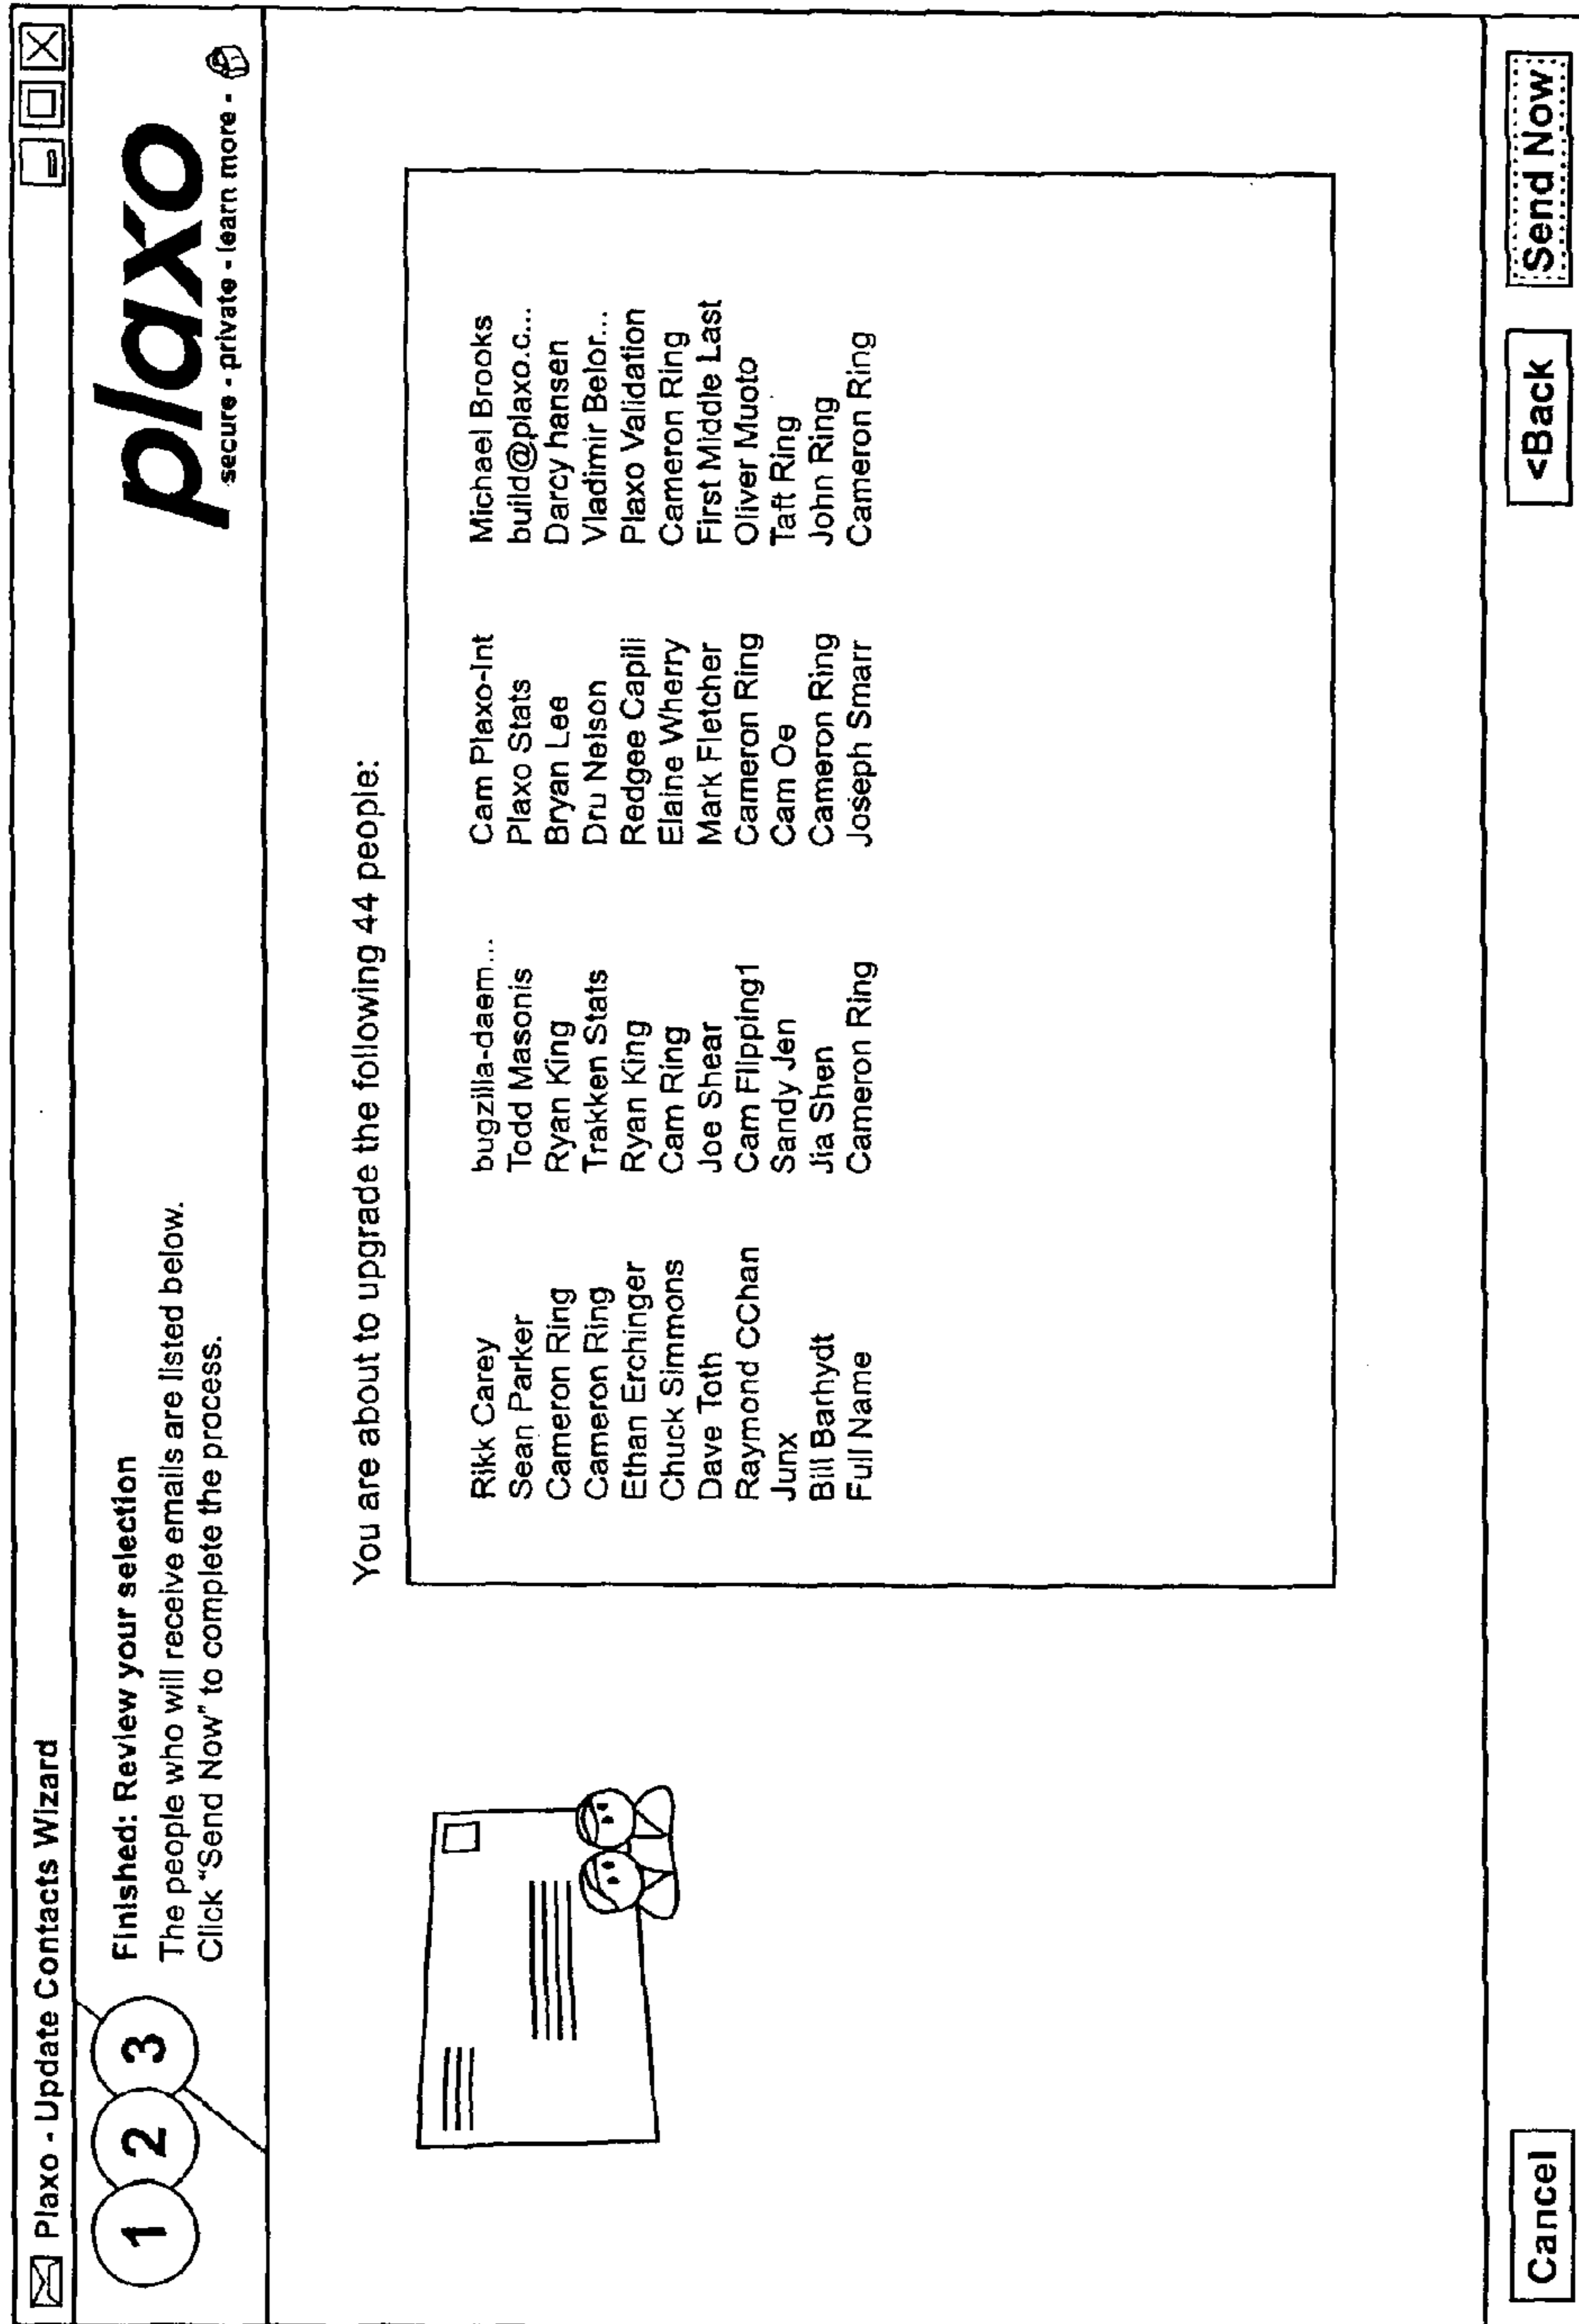 Plaxo - Update Contacts Wizard
1 2 3
Finished: Review your selection
The people who will receive emails are listed below.
Click "Send Now" to complete the process.
plaxo
secure - private - learn more -
You are about to upgrade the following 44 people:
Rikk Carey
Sean Parker
Cameron Ring
Cameron Ring
Ethan Erchinger
Chuck Simmons
Dave Toth
Raymond CChan
Junx
Bill Barhydt
Full Name
bugzilla-daem...
Todd Masonis
Ryan King
Trakken Stats
Ryan King
Cam Ring
Joe Shear
Cam Flipping1
Sandy Jen
Jia Shen
Cameron Ring
Cam Plaxo-Int
Plaxo Stats
Bryan Lee
Dru Nelson
Redgee Capili
Elaine Wherry
Mark Fletcher
Cameron Ring
Cam Oe
Cameron Ring
Joseph Smarr
Michael Brooks
build@plaxo.c...
Darcy hansen
Vladimir Belor...
Plaxo Validation
Cameron Ring
First Middle Last
Oliver Muoto
Taft Ring
John Ring
Cameron Ring
Cancel
<Back
Send Now